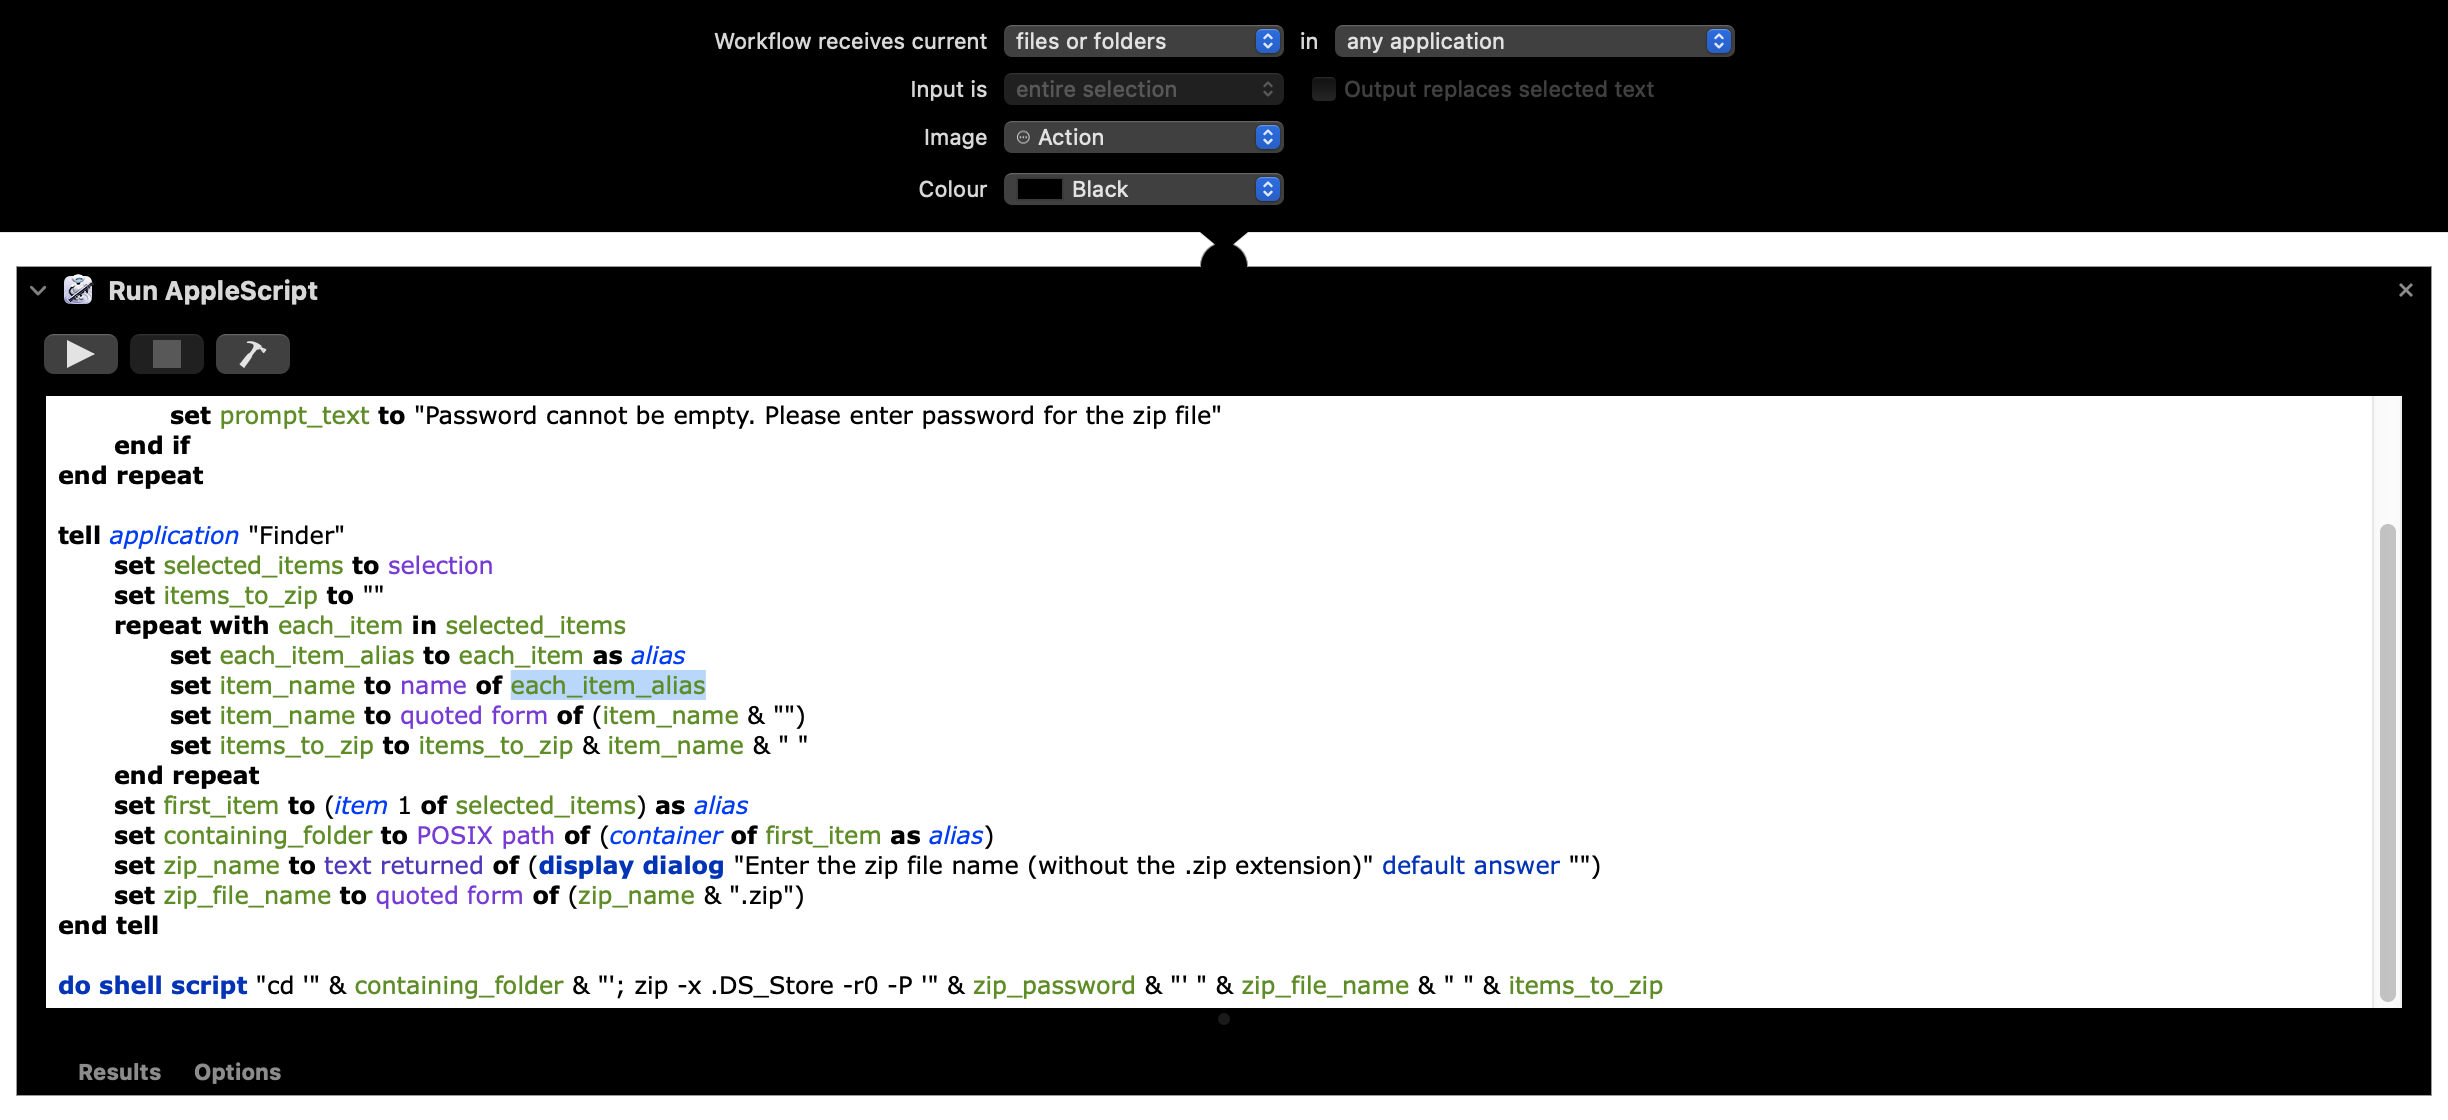 Workflow receives current files or folders in any application
Input is entire selection Output replaces selected text
Image Action
Colour Black
Run AppleScript
set prompt_text to "Password cannot be empty. Please enter password for the zip file"
end if
end repeat
tell application "Finder"
set selected_items to selection
set items_to_zip to ""
repeat with each_item in selected_items
set each_item_alias to each_item as alias
set item_name to name of each_item_alias
set item_name to quoted form of (item_name & "")
set items_to_zip to items_to_zip & item_name & " "
end repeat
set first_item to (item 1 of selected_items) as alias
set containing_folder to POSIX path of (container of first_item as alias)
set zip_name to text returned of (display dialog "Enter the zip file name (without the .zip extension)" default answer "")
set zip_file_name to quoted form of (zip_name & ".zip")
end tell
do shell script "cd '" & containing_folder & "'; zip -x .DS_Store -r0 -P '" & zip_password & "' " & zip_file_name & " " & items_to_zip
Results Options